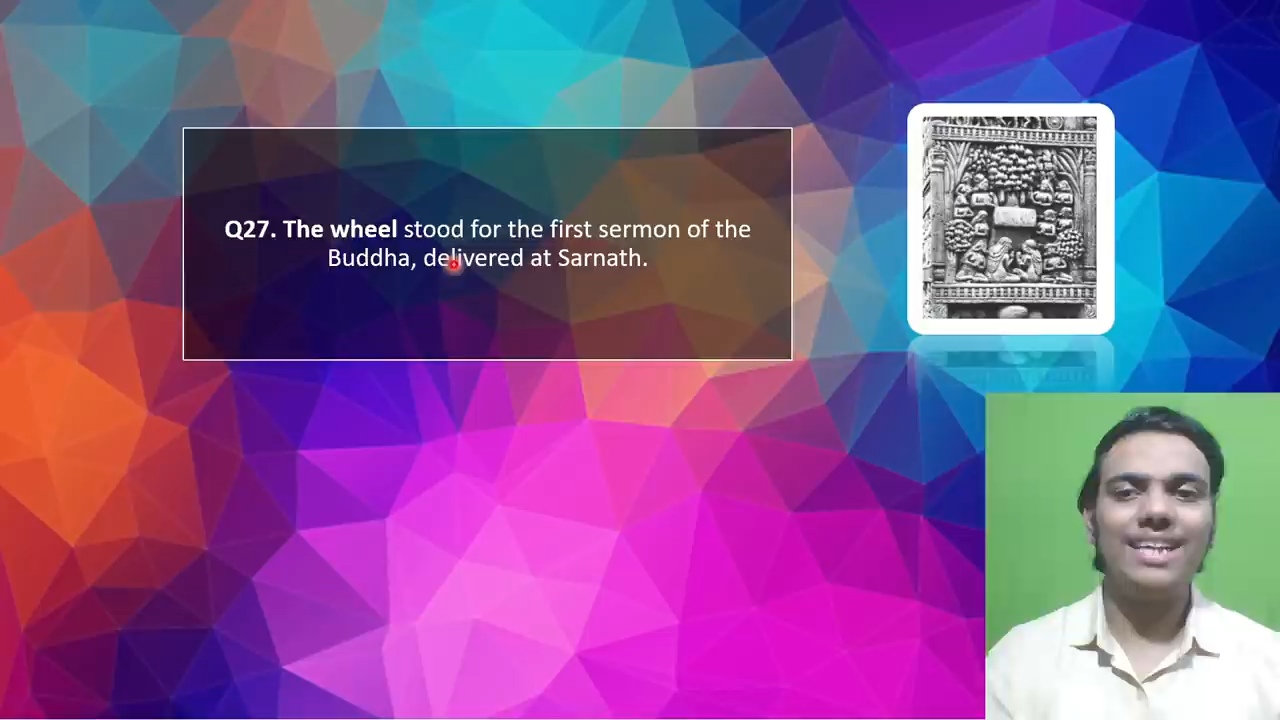 Q27. The wheel stood for the first sermon of the
Buddha, delivered at Sarnath.